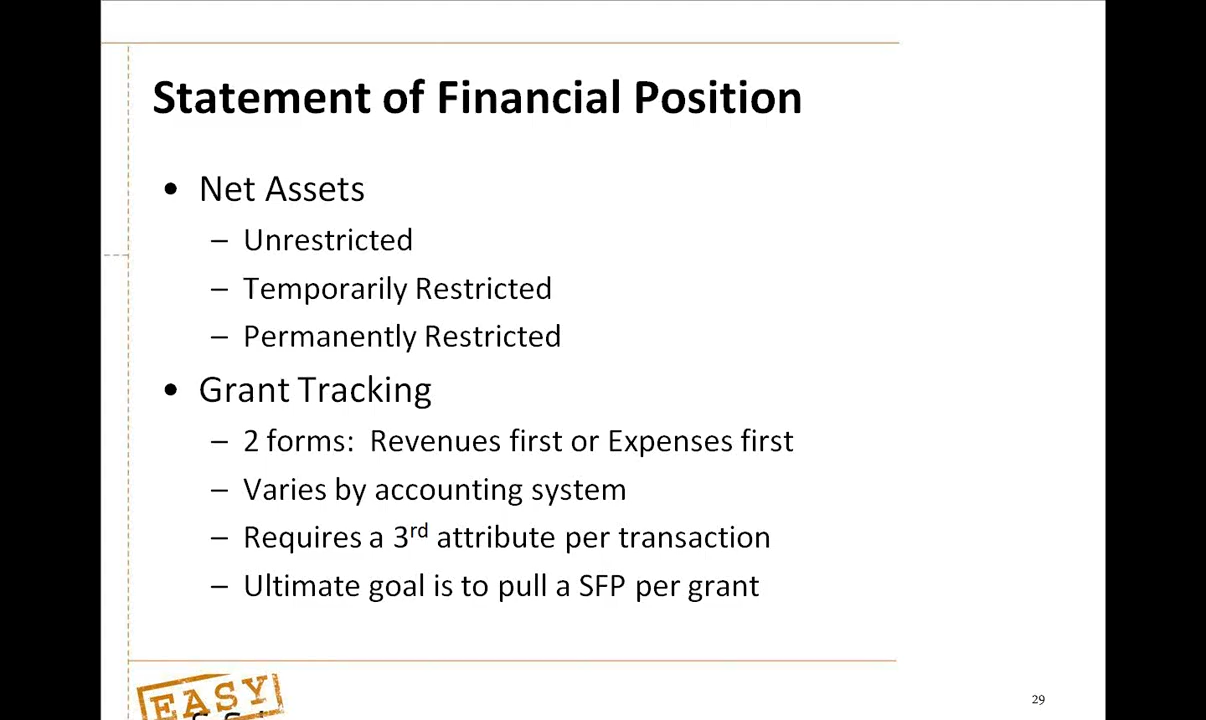 Statement of Financial Position
• Net Assets
– Unrestricted
– Temporarily Restricted
– Permanently Restricted
• Grant Tracking
– 2 forms:  Revenues first or Expenses first
– Varies by accounting system
– Requires a 3rd attribute per transaction
– Ultimate goal is to pull a SFP per grant
EASY
29